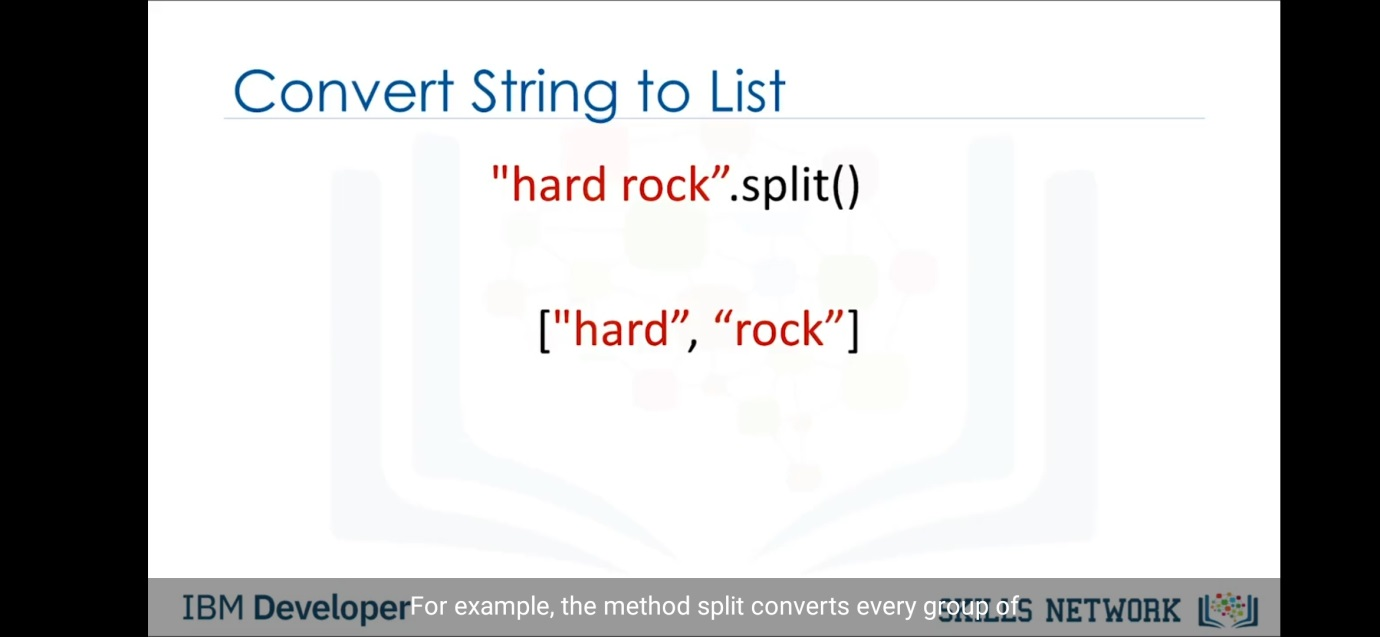 Convert String to List
"hard rock”.split()
["hard”, “rock”]
IBM Developer
For example, the method split converts every group of
SKILLS NETWORK